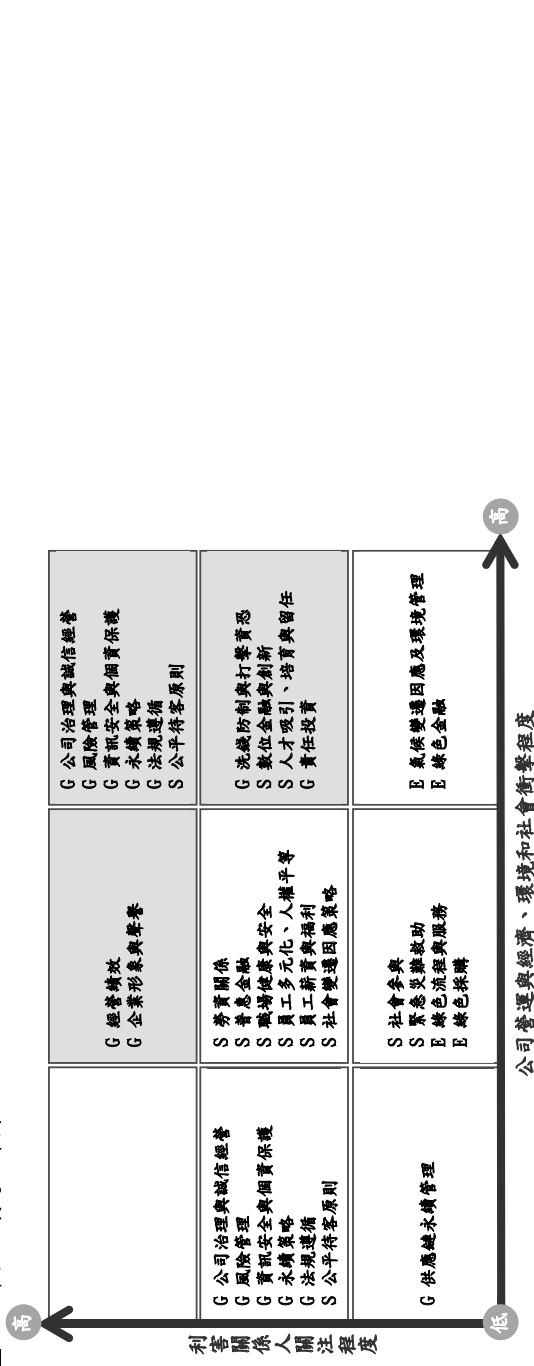 高
G 公司治理與誠信經營
G 風險管理
G 資訊安全與個資保護
G 永續策略
G 法規遵循
S 公平待客原則
G 經營績效
G 企業形象與聲譽
G 洗錢防制與打擊資恐
S 數位金融與創新
S 人才吸引、培育與留任
G 責任投資
S 勞資關係
S 普惠金融
S 職場健康與安全
S 員工多元化、人權平等
S 員工薪資與福利
S 社會變遷因應策略
G 公司治理與誠信經營
G 風險管理
G 資訊安全與個資保護
G 永續策略
G 法規遵循
S 公平待客原則
E 氣候變遷因應及環境管理
E 綠色金融
S 社會參與
S 緊急災難救助
E 綠色流程與服務
E 綠色採購
G 供應鏈永續管理
利害關係人關注程度
低
高
公司營運與經濟、環境和社會衝擊程度